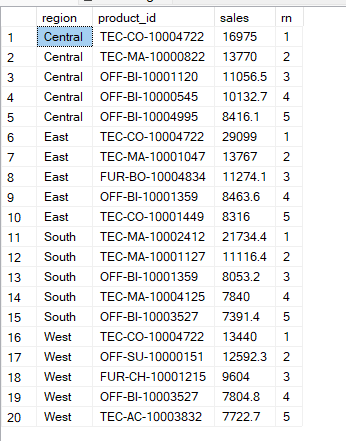 region product_id sales rn
1 Central TEC-CO-10004722 16975 1
2 Central TEC-MA-10000822 13770 2
3 Central OFF-BI-10001120 11056.5 3
4 Central OFF-BI-10000545 10132.7 4
5 Central OFF-BI-10004995 8416.1 5
6 East TEC-CO-10004722 29099 1
7 East TEC-MA-10001047 13767 2
8 East FUR-BO-10004834 11274.1 3
9 East OFF-BI-10001359 8463.6 4
10 East TEC-CO-10001449 8316 5
11 South TEC-MA-10002412 21734.4 1
12 South TEC-MA-10001127 11116.4 2
13 South OFF-BI-10001359 8053.2 3
14 South TEC-MA-10004125 7840 4
15 South OFF-BI-10003527 7391.4 5
16 West TEC-CO-10004722 13440 1
17 West OFF-SU-10000151 12592.3 2
18 West FUR-CH-10001215 9604 3
19 West OFF-BI-10003527 7804.8 4
20 West TEC-AC-10003832 7722.7 5